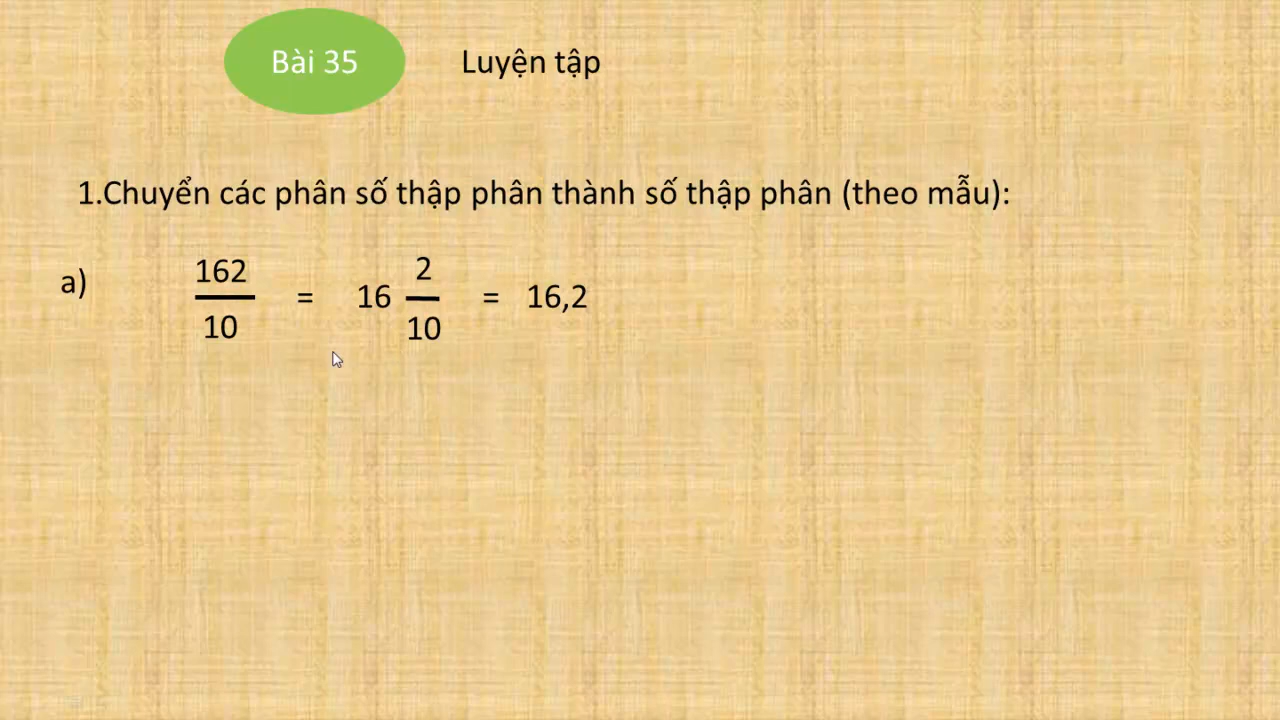 Bài 35 Luyện tập
1.Chuyển các phân số thập phân thành số thập phân (theo mẫu):
a) 162/10 = 16 2/10 = 16,2